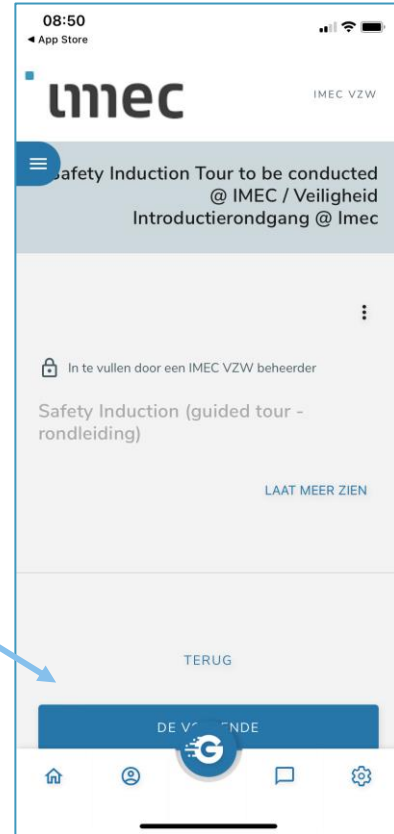 08:50
◀ App Store
imec
IMEC VZW
Safety Induction Tour to be conducted
@ IMEC / Veiligheid
Introductierondgang @ Imec
In te vullen door een IMEC VZW beheerder
Safety Induction (guided tour -
rondleiding)
LAAT MEER ZIEN
TERUG
G